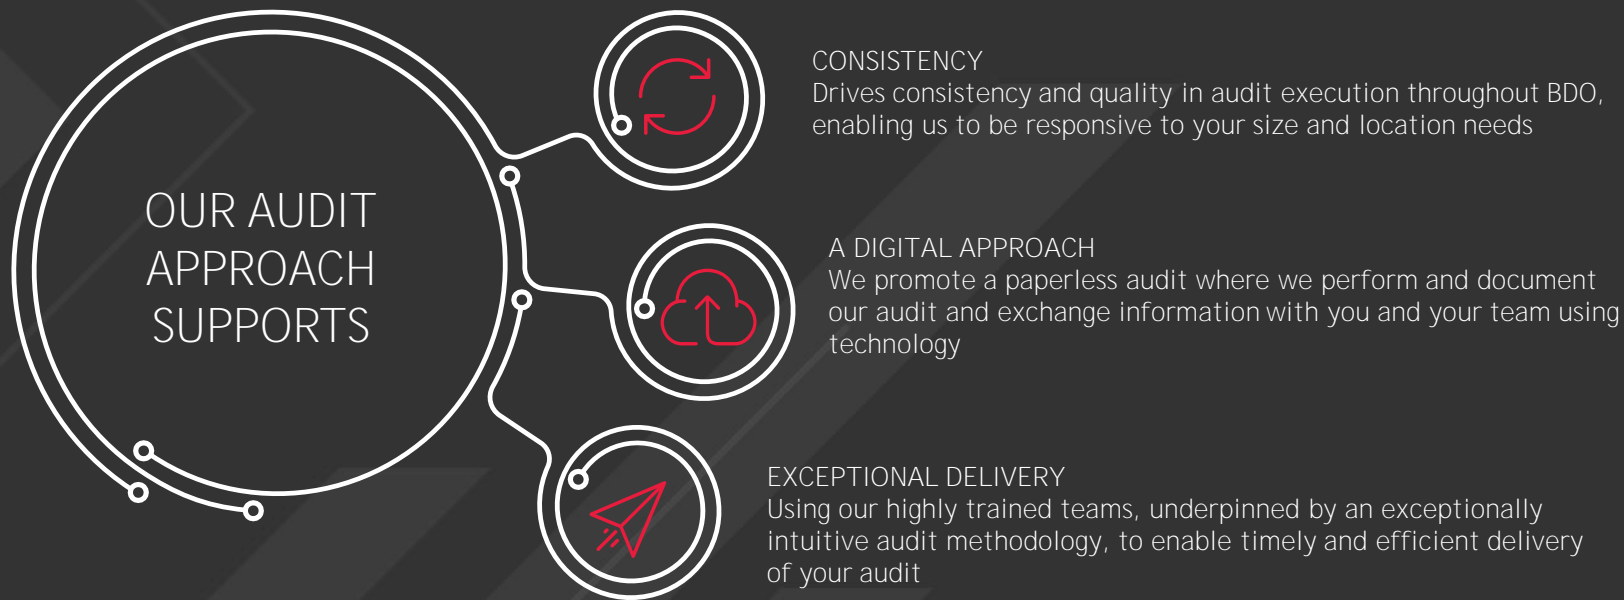 OUR AUDIT
APPROACH
SUPPORTS
CONSISTENCY
Drives consistency and quality in audit execution throughout BDO,
enabling us to be responsive to your size and location needs
A DIGITAL APPROACH
We promote a paperless audit where we perform and document
our audit and exchange information with you and your team using
technology
EXCEPTIONAL DELIVERY
Using our highly trained teams, underpinned by an exceptionally
intuitive audit methodology, to enable timely and efficient delivery
of your audit